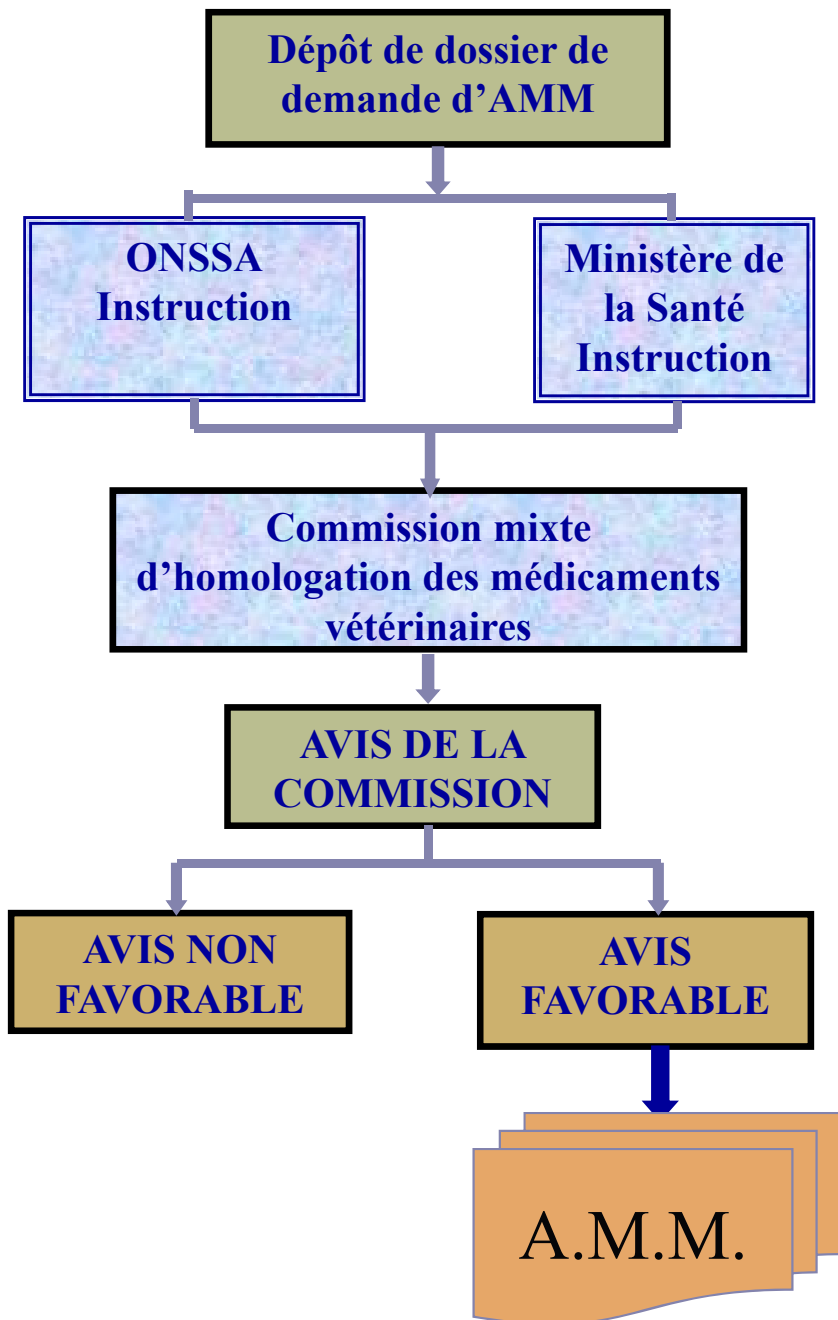 Dépôt de dossier de
demande d’AMM
ONSSA
Instruction
Ministère de
la Santé
Instruction
Commission mixte
d’homologation des médicaments
vétérinaires
AVIS DE LA
COMMISSION
AVIS NON
FAVORABLE
AVIS
FAVORABLE
A.M.M.